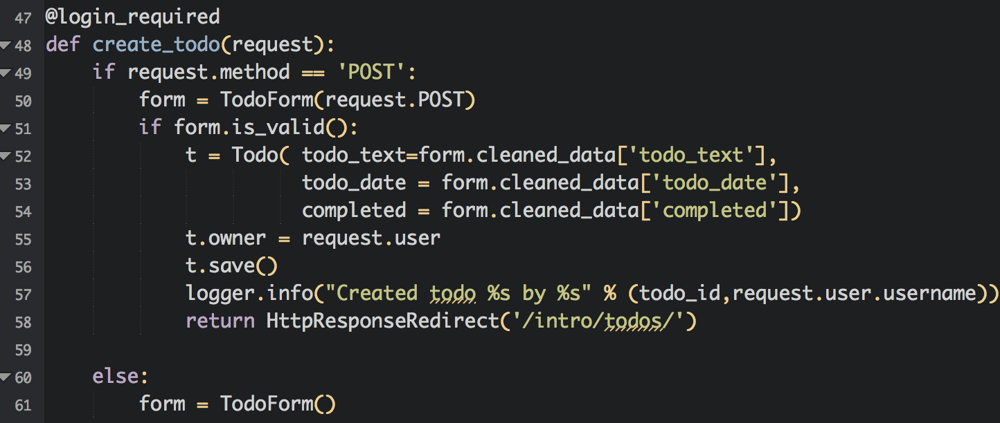 47 @login_required
48 def create_todo(request):
49     if request.method == 'POST':
50         form = TodoForm(request.POST)
51         if form.is_valid():
52             t = Todo( todo_text=form.cleaned_data['todo_text'],
53                       todo_date = form.cleaned_data['todo_date'],
54                       completed = form.cleaned_data['completed'])
55             t.owner = request.user
56             t.save()
57             logger.info("Created todo %s by %s" % (todo_id,request.user.username))
58             return HttpResponseRedirect('/intro/todos/')
59
60     else:
61         form = TodoForm()